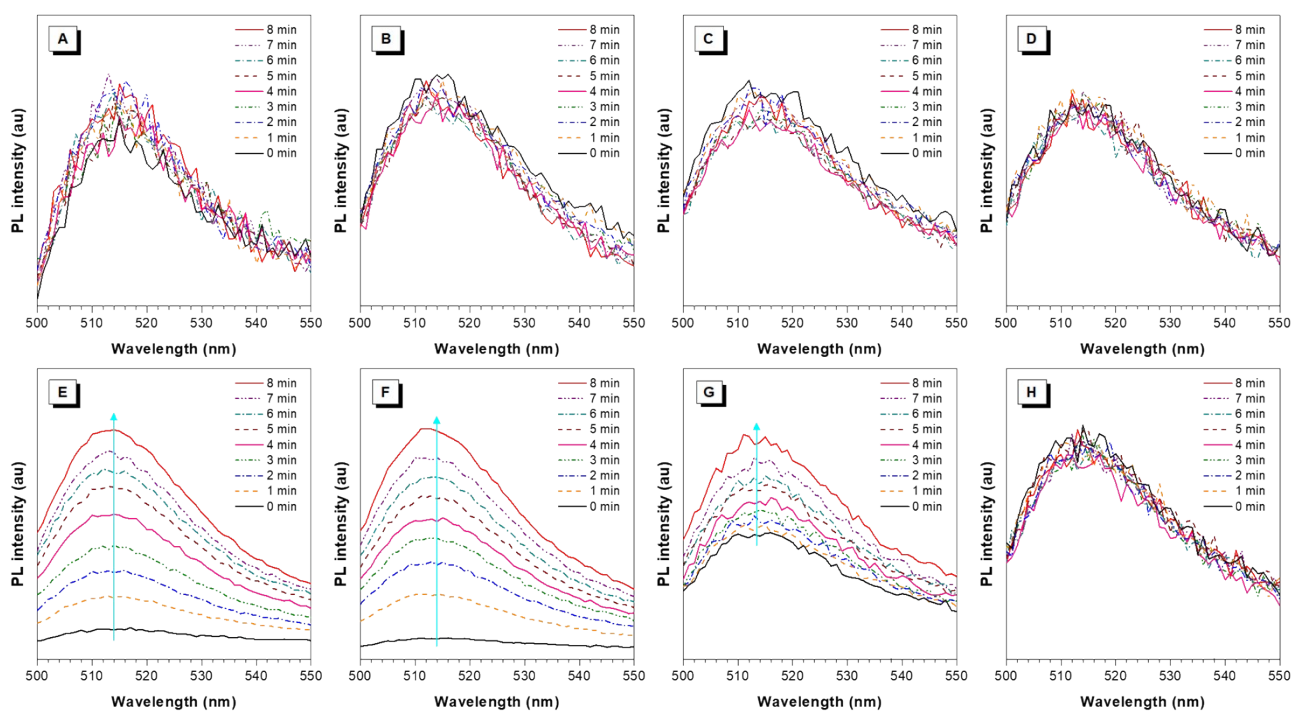 A
8 min
7 min
6 min
5 min
4 min
3 min
2 min
1 min
0 min
PL intensity (au)
500 510 520 530 540 550
Wavelength (nm)
B
8 min
7 min
6 min
5 min
4 min
3 min
2 min
1 min
0 min
PL intensity (au)
500 510 520 530 540 550
Wavelength (nm)
C
8 min
7 min
6 min
5 min
4 min
3 min
2 min
1 min
0 min
PL intensity (au)
500 510 520 530 540 550
Wavelength (nm)
D
8 min
7 min
6 min
5 min
4 min
3 min
2 min
1 min
0 min
PL intensity (au)
500 510 520 530 540 550
Wavelength (nm)
E
8 min
7 min
6 min
5 min
4 min
3 min
2 min
1 min
0 min
PL intensity (au)
500 510 520 530 540 550
Wavelength (nm)
F
8 min
7 min
6 min
5 min
4 min
3 min
2 min
1 min
0 min
PL intensity (au)
500 510 520 530 540 550
Wavelength (nm)
G
8 min
7 min
6 min
5 min
4 min
3 min
2 min
1 min
0 min
PL intensity (au)
500 510 520 530 540 550
Wavelength (nm)
H
8 min
7 min
6 min
5 min
4 min
3 min
2 min
1 min
0 min
PL intensity (au)
500 510 520 530 540 550
Wavelength (nm)